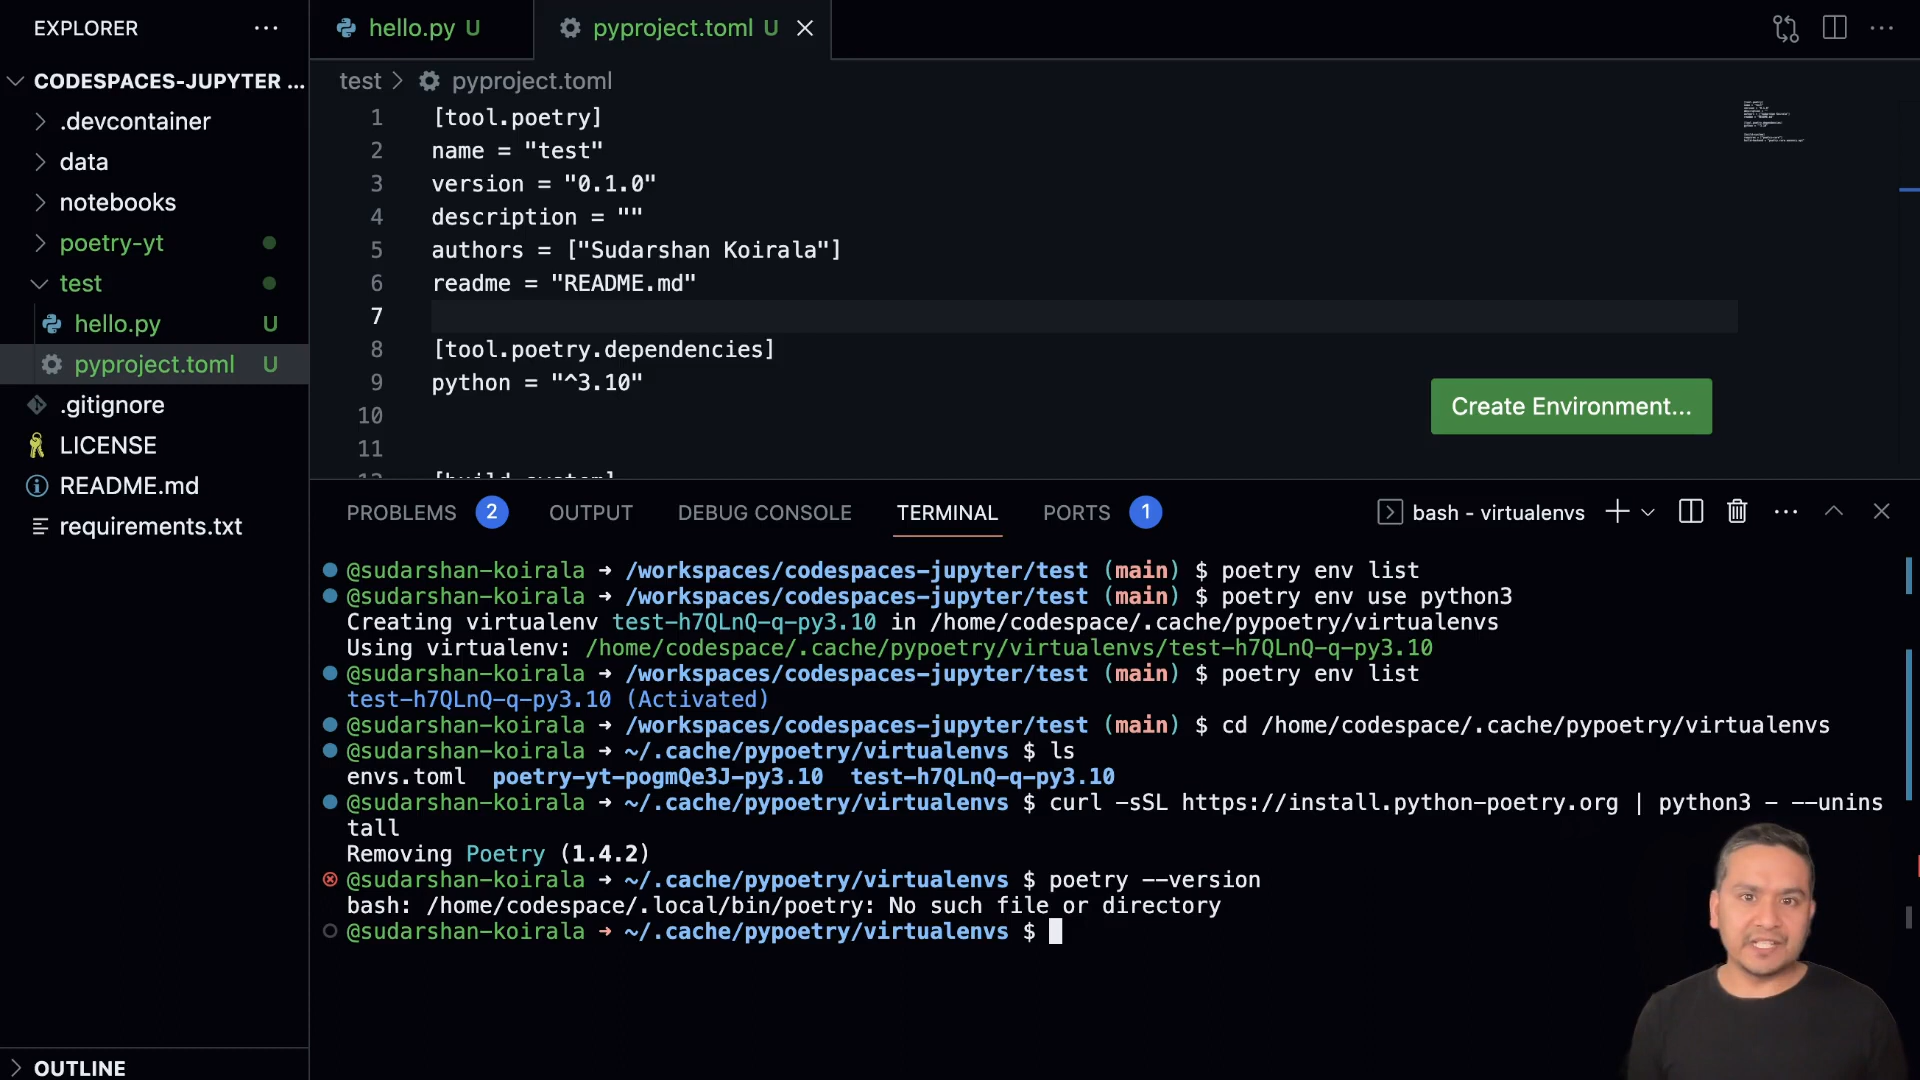 EXPLORER
CODESPACES-JUPYTER ...
.devcontainer
data
notebooks
poetry-yt
test
hello.py U
pyproject.toml U
.gitignore
LICENSE
README.md
requirements.txt
OUTLINE
hello.py U
pyproject.toml U
test > pyproject.toml
1 [tool.poetry]
2 name = "test"
3 version = "0.1.0"
4 description = ""
5 authors = ["Sudarshan Koirala"]
6 readme = "README.md"
7
8 [tool.poetry.dependencies]
9 python = "^3.10"
10
11
12 [build-system]
Create Environment...
PROBLEMS 2 OUTPUT DEBUG CONSOLE TERMINAL PORTS 1 bash - virtualenvs
@sudarshan-koirala → /workspaces/codespaces-jupyter/test (main) $ poetry env list
@sudarshan-koirala → /workspaces/codespaces-jupyter/test (main) $ poetry env use python3
Creating virtualenv test-h7QLnQ-q-py3.10 in /home/codespace/.cache/pypoetry/virtualenvs
Using virtualenv: /home/codespace/.cache/pypoetry/virtualenvs/test-h7QLnQ-q-py3.10
@sudarshan-koirala → /workspaces/codespaces-jupyter/test (main) $ poetry env list
test-h7QLnQ-q-py3.10 (Activated)
@sudarshan-koirala → /workspaces/codespaces-jupyter/test (main) $ cd /home/codespace/.cache/pypoetry/virtualenvs
@sudarshan-koirala → ~/.cache/pypoetry/virtualenvs $ ls
envs.toml poetry-yt-pogmQe3J-py3.10 test-h7QLnQ-q-py3.10
@sudarshan-koirala → ~/.cache/pypoetry/virtualenvs $ curl -sSL https://install.python-poetry.org | python3 - --unins
tall
Removing Poetry (1.4.2)
@sudarshan-koirala → ~/.cache/pypoetry/virtualenvs $ poetry --version
bash: /home/codespace/.local/bin/poetry: No such file or directory
@sudarshan-koirala → ~/.cache/pypoetry/virtualenvs $